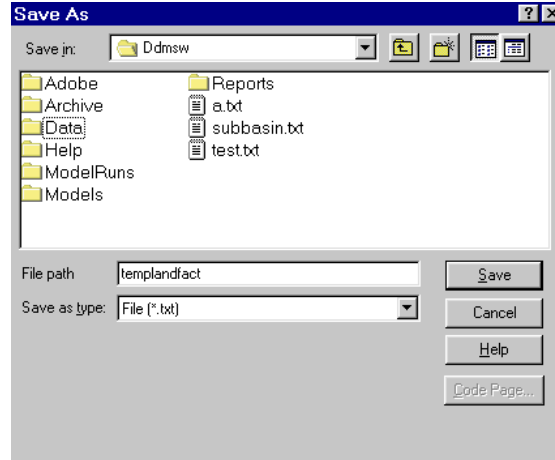 Save As
Save in: Ddmsw
Adobe
Archive
Data
Help
ModelRuns
Models
Reports
a.txt
subbasin.txt
test.txt
File path templandfact Save
Save as type: File (*.txt) Cancel
Help
Code Page...